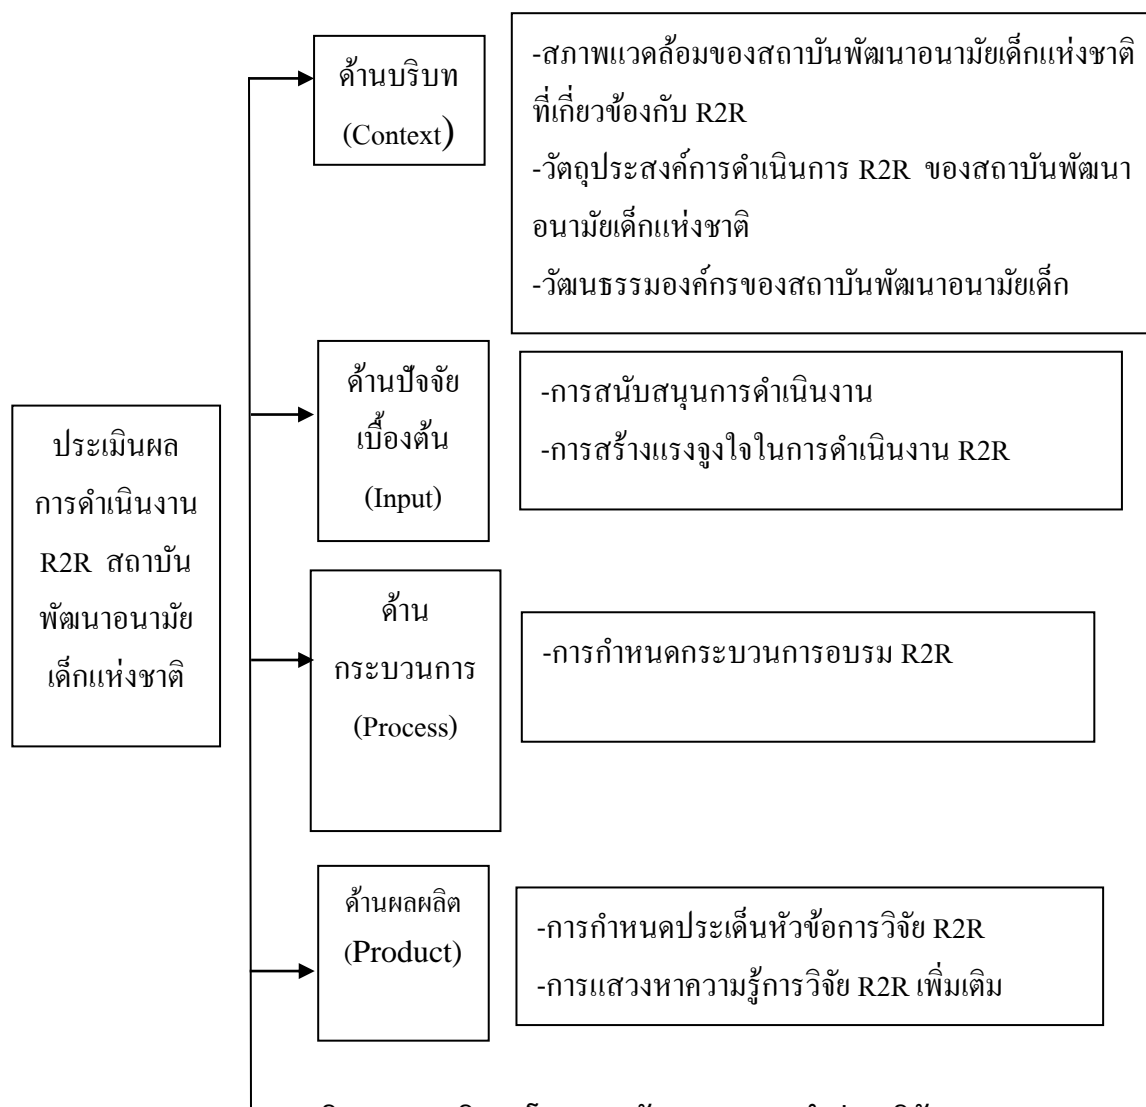 ด้านบริบท
(Context)
-สภาพแวดล้อมของสถาบันพัฒนาอนามัยเด็กแห่งชาติ
ที่เกี่ยวข้องกับ R2R
-วัตถุประสงค์การดำเนินการ R2R ของสถาบันพัฒนา
อนามัยเด็กแห่งชาติ
-วัฒนธรรมองค์กรของสถาบันพัฒนาอนามัยเด็ก
ประเมินผล
การดำเนินงาน
R2R สถาบัน
พัฒนาอนามัย
เด็กแห่งชาติ
ด้านปัจจัย
เบื้องต้น
(Input)
-การสนับสนุนการดำเนินงาน
-การสร้างแรงจูงใจในการดำเนินงาน R2R
ด้าน
กระบวนการ
(Process)
-การกำหนดกระบวนการอบรม R2R
ด้านผลผลิต
(Product)
-การกำหนดประเด็นหัวข้อการวิจัย R2R
-การแสวงหาความรู้การวิจัย R2R เพิ่มเติม